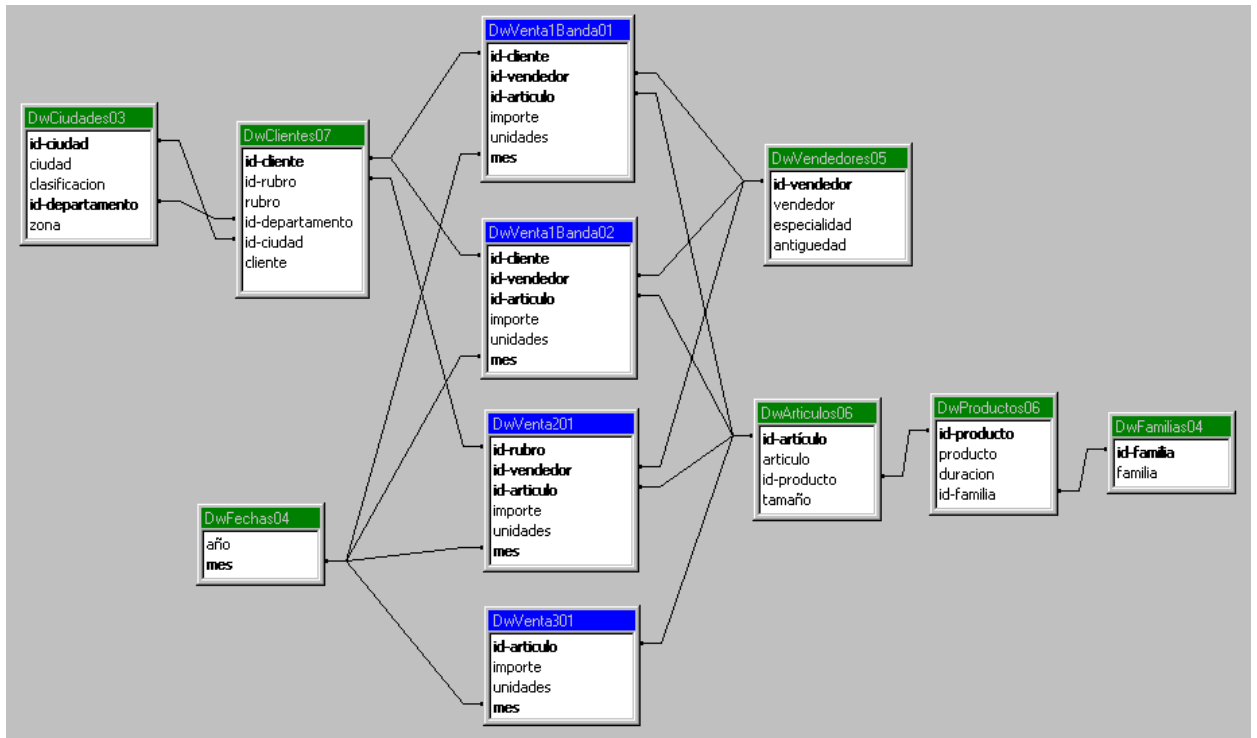 DwCiudades03
id-ciudad
ciudad
clasificacion
id-departamento
zona
DwClientes07
id-cliente
id-rubro
rubro
id-departamento
id-ciudad
cliente
DwVenta1Banda01
id-cliente
id-vendedor
id-articulo
importe
unidades
mes
DwVenta1Banda02
id-cliente
id-vendedor
id-articulo
importe
unidades
mes
DwVenta201
id-rubro
id-vendedor
id-articulo
importe
unidades
mes
DwVenta301
id-articulo
importe
unidades
mes
DwFechas04
año
mes
DwVendedores05
id-vendedor
vendedor
especialidad
antiguedad
DwArticulos06
id-artículo
articulo
id-producto
tamaño
DwProductos06
id-producto
producto
duracion
id-familia
DwFamilias04
id-familia
familia